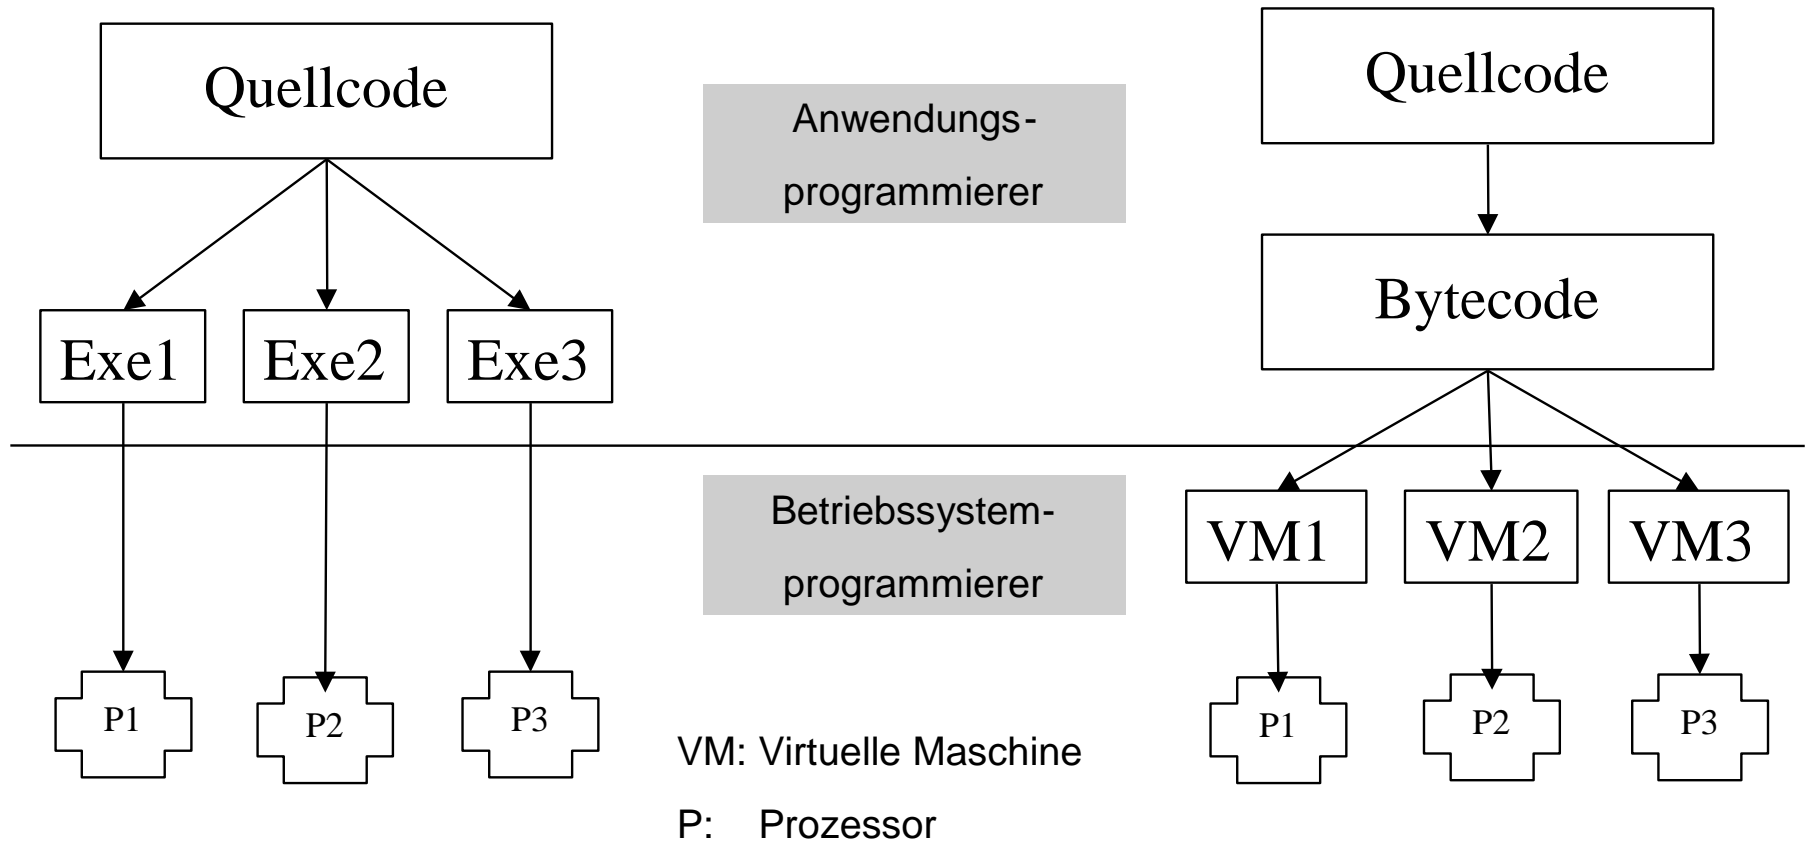 Quellcode
Exe1
Exe2
Exe3
P1
P2
P3
Anwendungs-
programmierer
Betriebssystem-
programmierer
VM: Virtuelle Maschine
P: Prozessor
Quellcode
Bytecode
VM1
VM2
VM3
P1
P2
P3